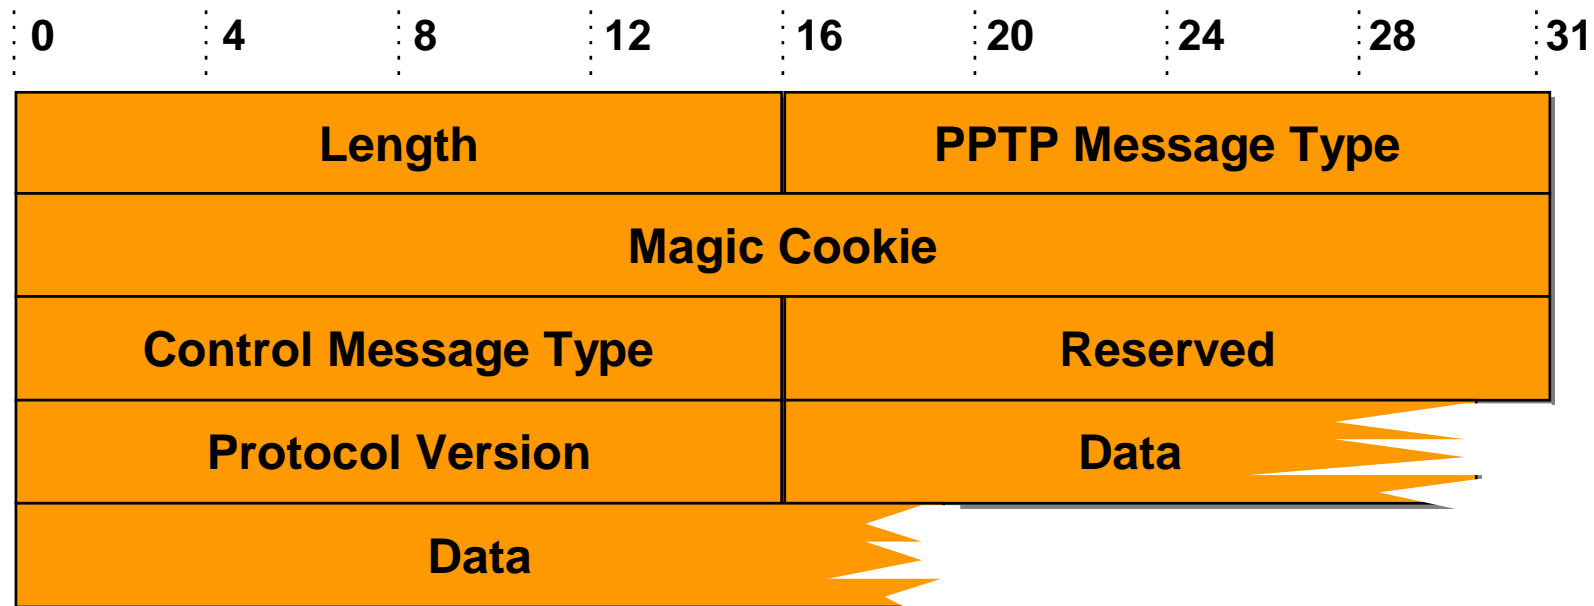 0 4 8 12 16 20 24 28 31
Length PPTP Message Type
Magic Cookie
Control Message Type Reserved
Protocol Version Data
Data